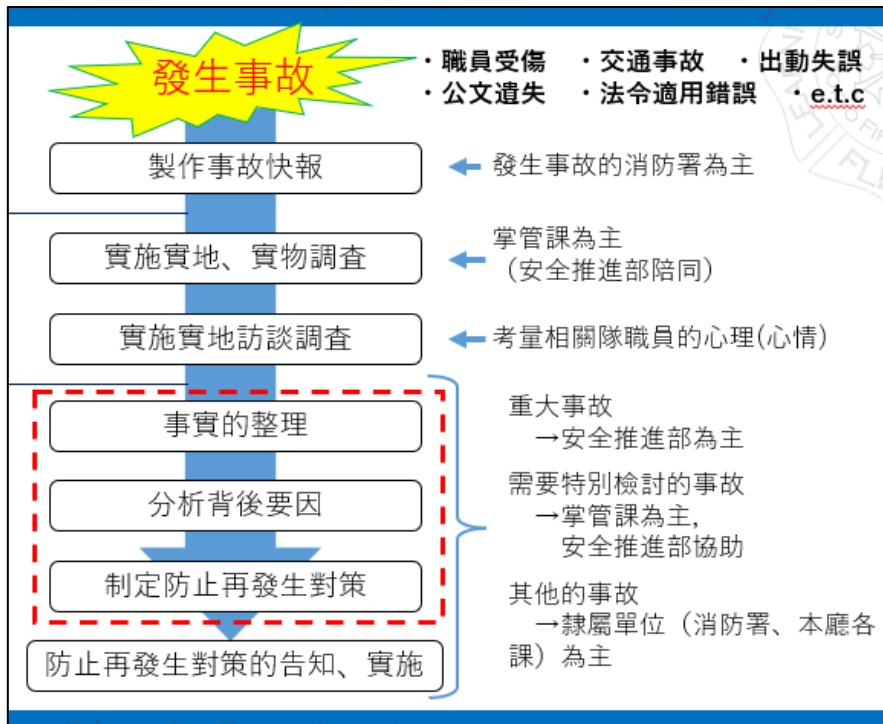 發生事故
・職員受傷　・交通事故　・出動失誤
・公文遺失　・法令適用錯誤　・e.t.c
製作事故快報
發生事故的消防署為主
實施實地、實物調查
掌管課為主
（安全推進部陪同）
實施實地訪談調查
考量相關隊職員的心理(心情)
事實的整理
分析背後要因
制定防止再發生對策
防止再發生對策的告知、實施
重大事故
→安全推進部為主
需要特別檢討的事故
→掌管課為主,
安全推進部協助
其他的事故
→隸屬單位（消防署、本廳各
課）為主